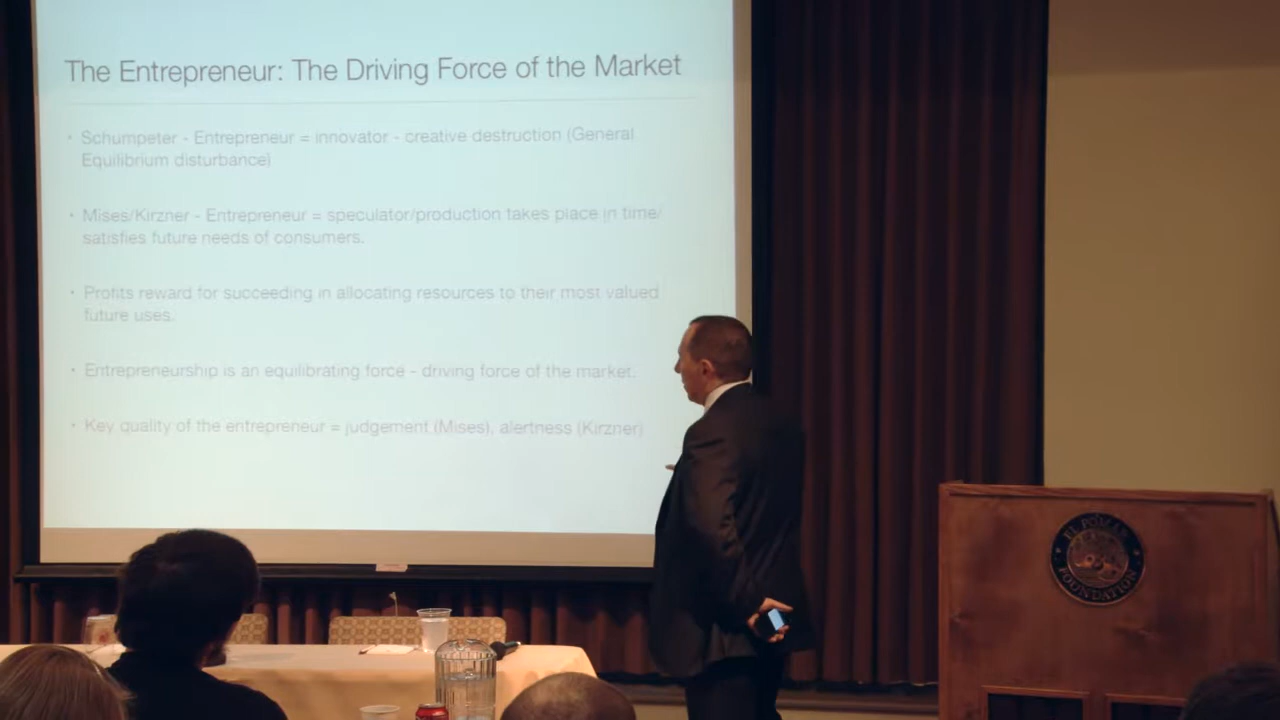 The Entrepreneur: The Driving Force of the Market
• Schumpeter - Entrepreneur = innovator - creative destruction (General
Equilibrium disturbance)
• Mises/Kirzner - Entrepreneur = speculator/production takes place in time/
satisfies future needs of consumers.
• Profits reward for succeeding in allocating resources to their most valued
future uses.
• Entrepreneurship is an equilibrating force - driving force of the market.
• Key quality of the entrepreneur = judgement (Mises), alertness (Kirzner)
FOUNDATION